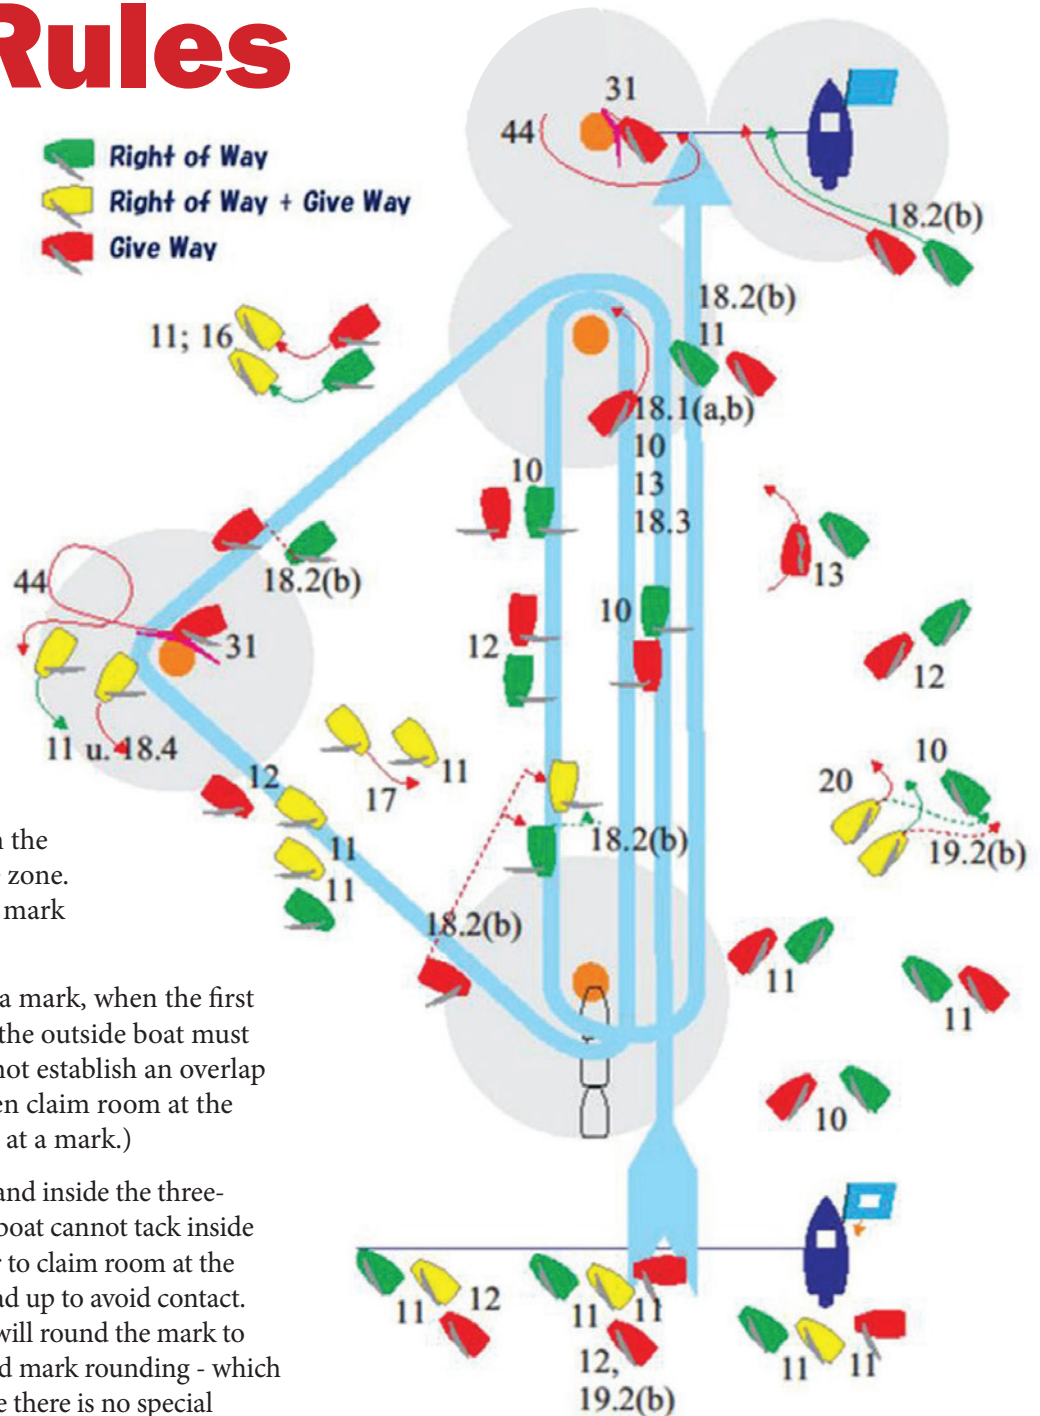 Rules
Right of Way
Right of Way + Give Way
Give Way
31
44
18.2(b)
18.2(b)
11
11; 16
18.1(a,b)
10
13
18.3
10
13
18.2(b)
44
31
10
12
12
11 u. 18.4
12
17
11
10
20
19.2(b)
18.2(b)
11
11
18.2(b)
11
11
10
11
12
11
11
12,
19.2(b)
11
11
n the
zone.
mark
a mark, when the first
the outside boat must
not establish an overlap
en claim room at the
at a mark.)
and inside the three-
boat cannot tack inside
r to claim room at the
ad up to avoid contact.
will round the mark to
d mark rounding - which
e there is no special